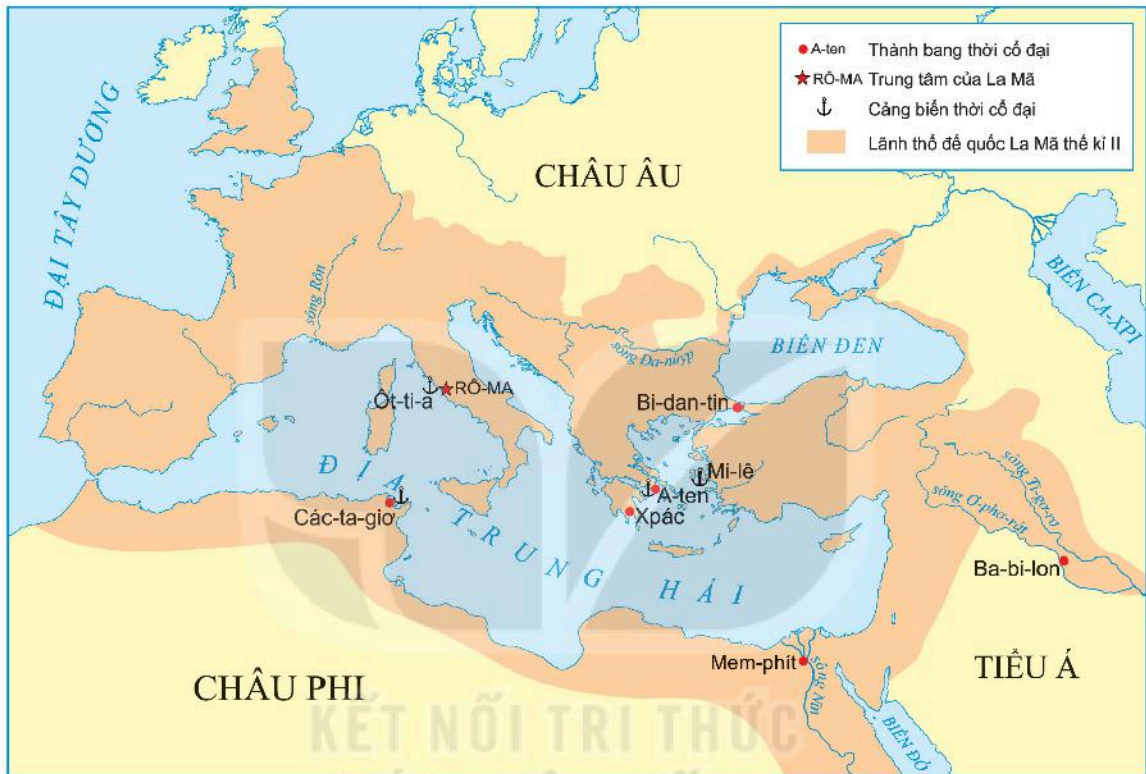 A-ten Thành bang thời cổ đại
RÔ-MA Trung tâm của La Mã
Cảng biển thời cổ đại
Lãnh thổ đế quốc La Mã thế kỉ II
ĐẠI TÂY DƯƠNG
CHÂU ÂU
BIỂN CA-XPI
sông Rôn
sông Đa-nuýp
BIỂN ĐEN
RÔ-MA
Ôt-ti-a
Bi-dan-tin
Mi-lê
A-ten
Xpác
Các-ta-giơ
ĐỊA TRUNG HẢI
sông Ti-gơ-rơ
sông Ơ-phơ-rát
Ba-bi-lon
Mem-phít
sông Nin
TIỂU Á
CHÂU PHI
BIỂN ĐỎ
KẾT NỐI TRI THỨC